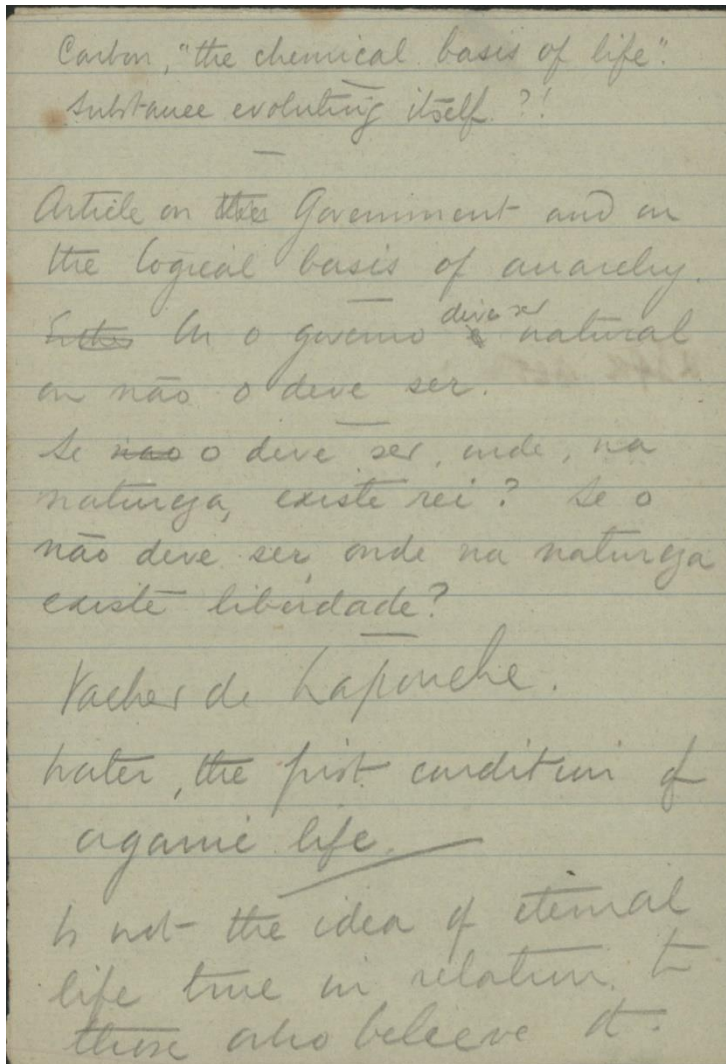 Carbon, "the chemical basis of life".
Substance evoluting itself ?!
Article on this Government and on
the logical basis of anarchy.
Ou o governo deve ser natural
ou não o deve ser.
Se não o deve ser, onde, na
natureza, existe rei? Se o
não deve ser, onde na natureza
existe liberdade?
Vacher de Lapouche.
Water, the first condition of
organic life.
Is not the idea of eternal
life true in relation to
those who believe it.